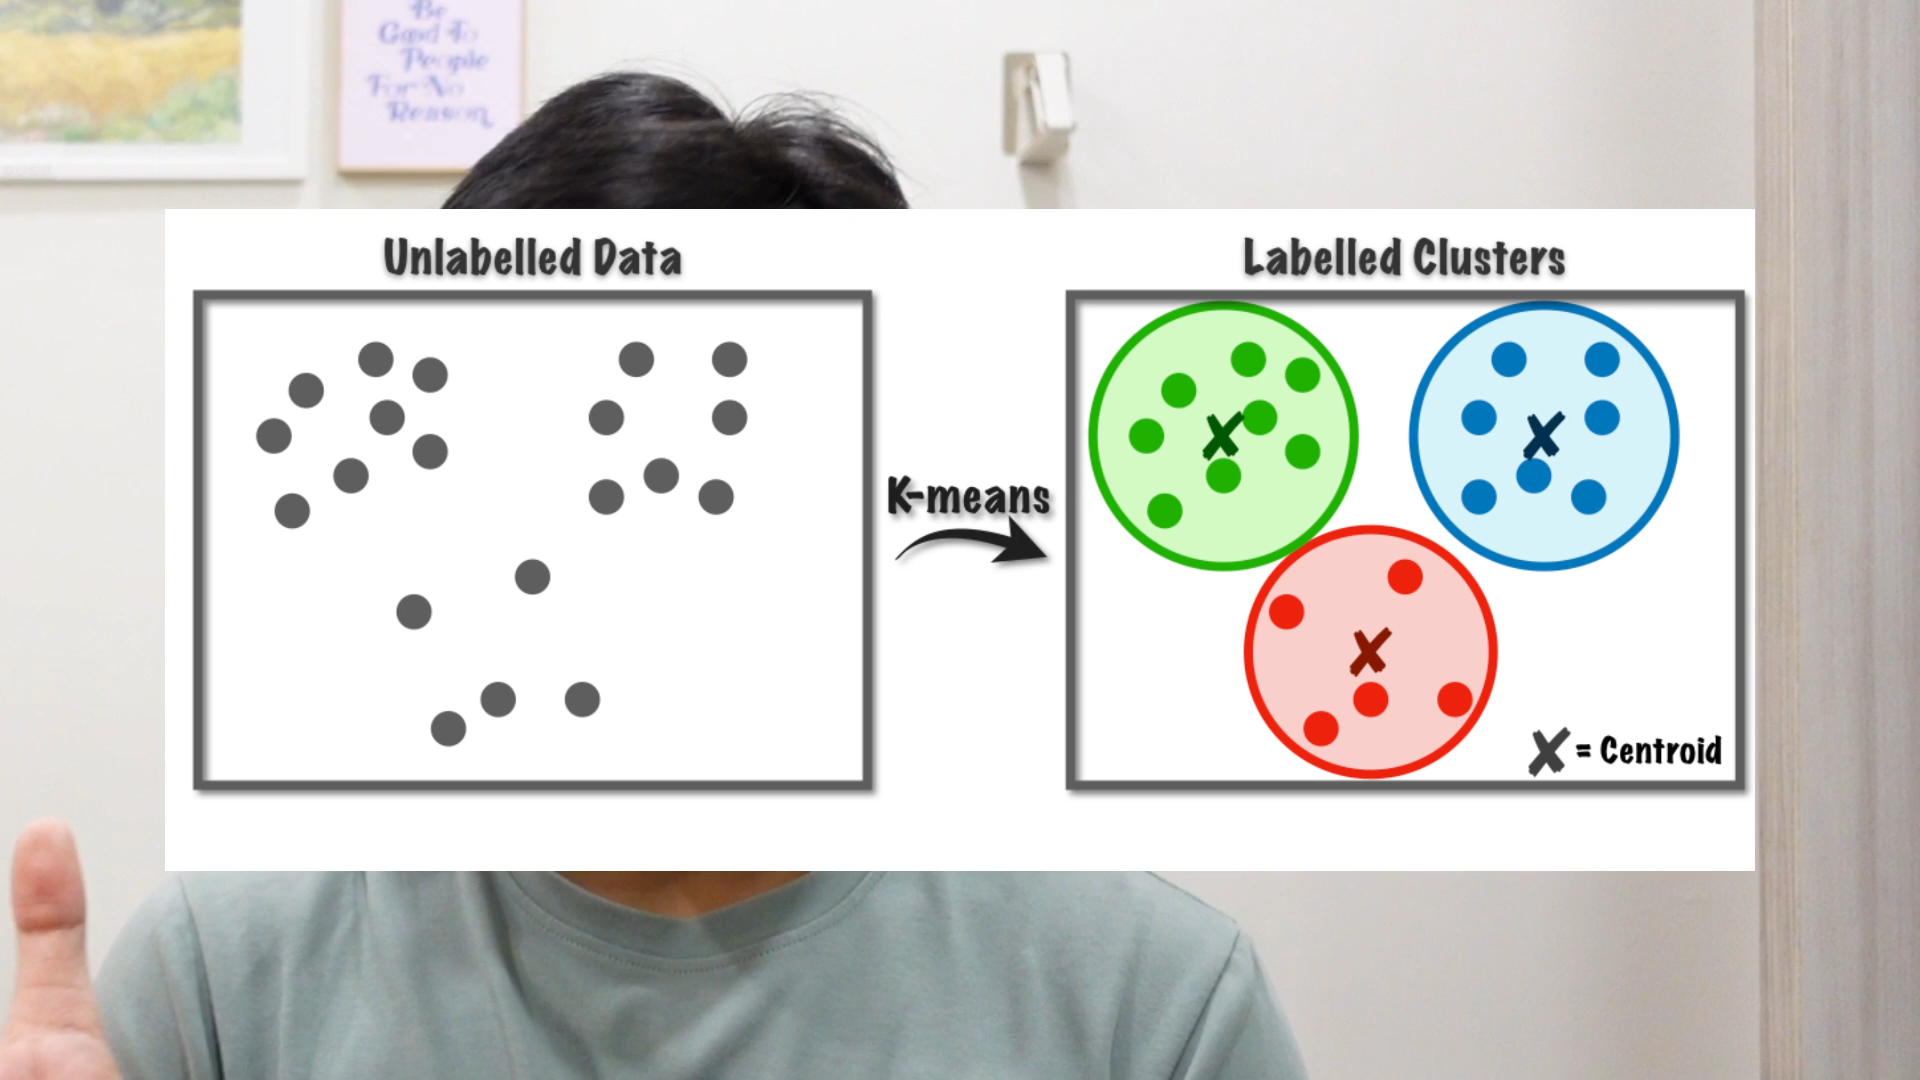 Be
Good To
People
For No
Reason
Unlabelled Data
Labelled Clusters
K-means
= Centroid